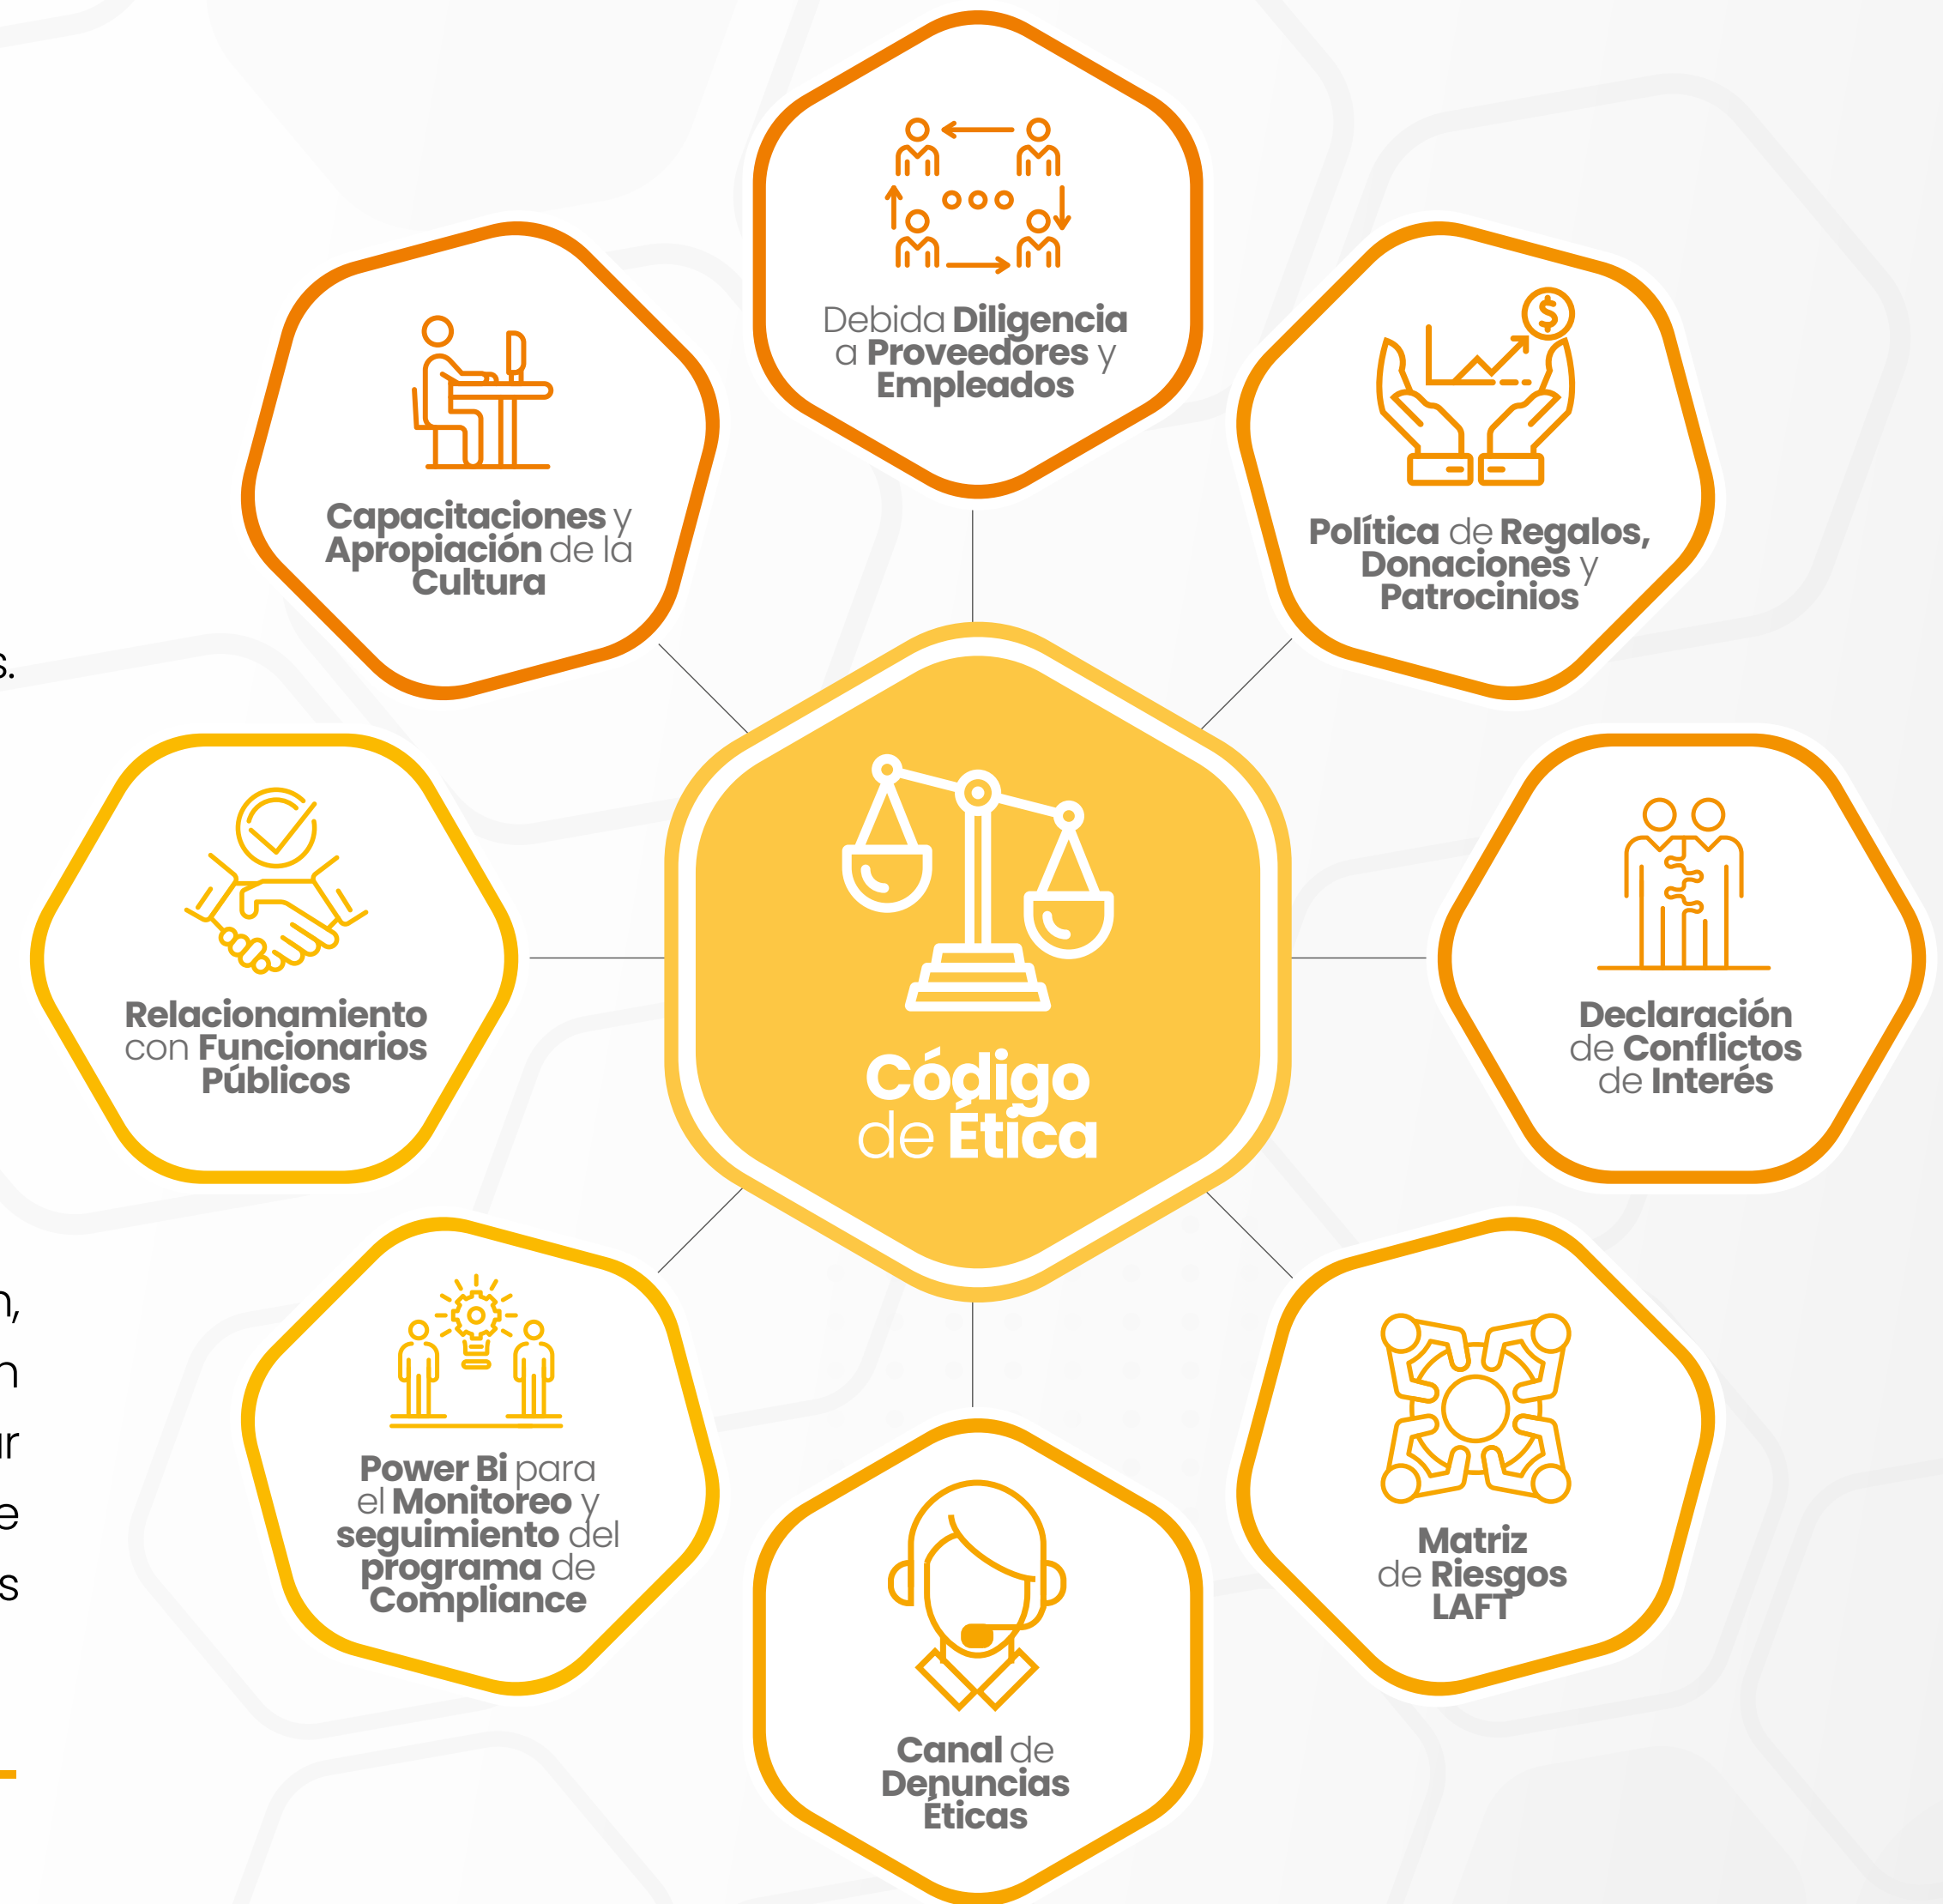 Debida Diligencia
a Proveedores y
Empleados
Capacitaciones y
Apropiación de la
Cultura
$
Política de Regalos,
Donaciones y
Patrocinios
Relacionamiento
con Funcionarios
Públicos
Código
de Ética
Declaración
de Conflictos
de Interés
Power Bi para
el Monitoreo y
seguimiento del
programa de
Compliance
Matriz
de Riesgos
LAFT
Canal de
Denuncias
Éticas